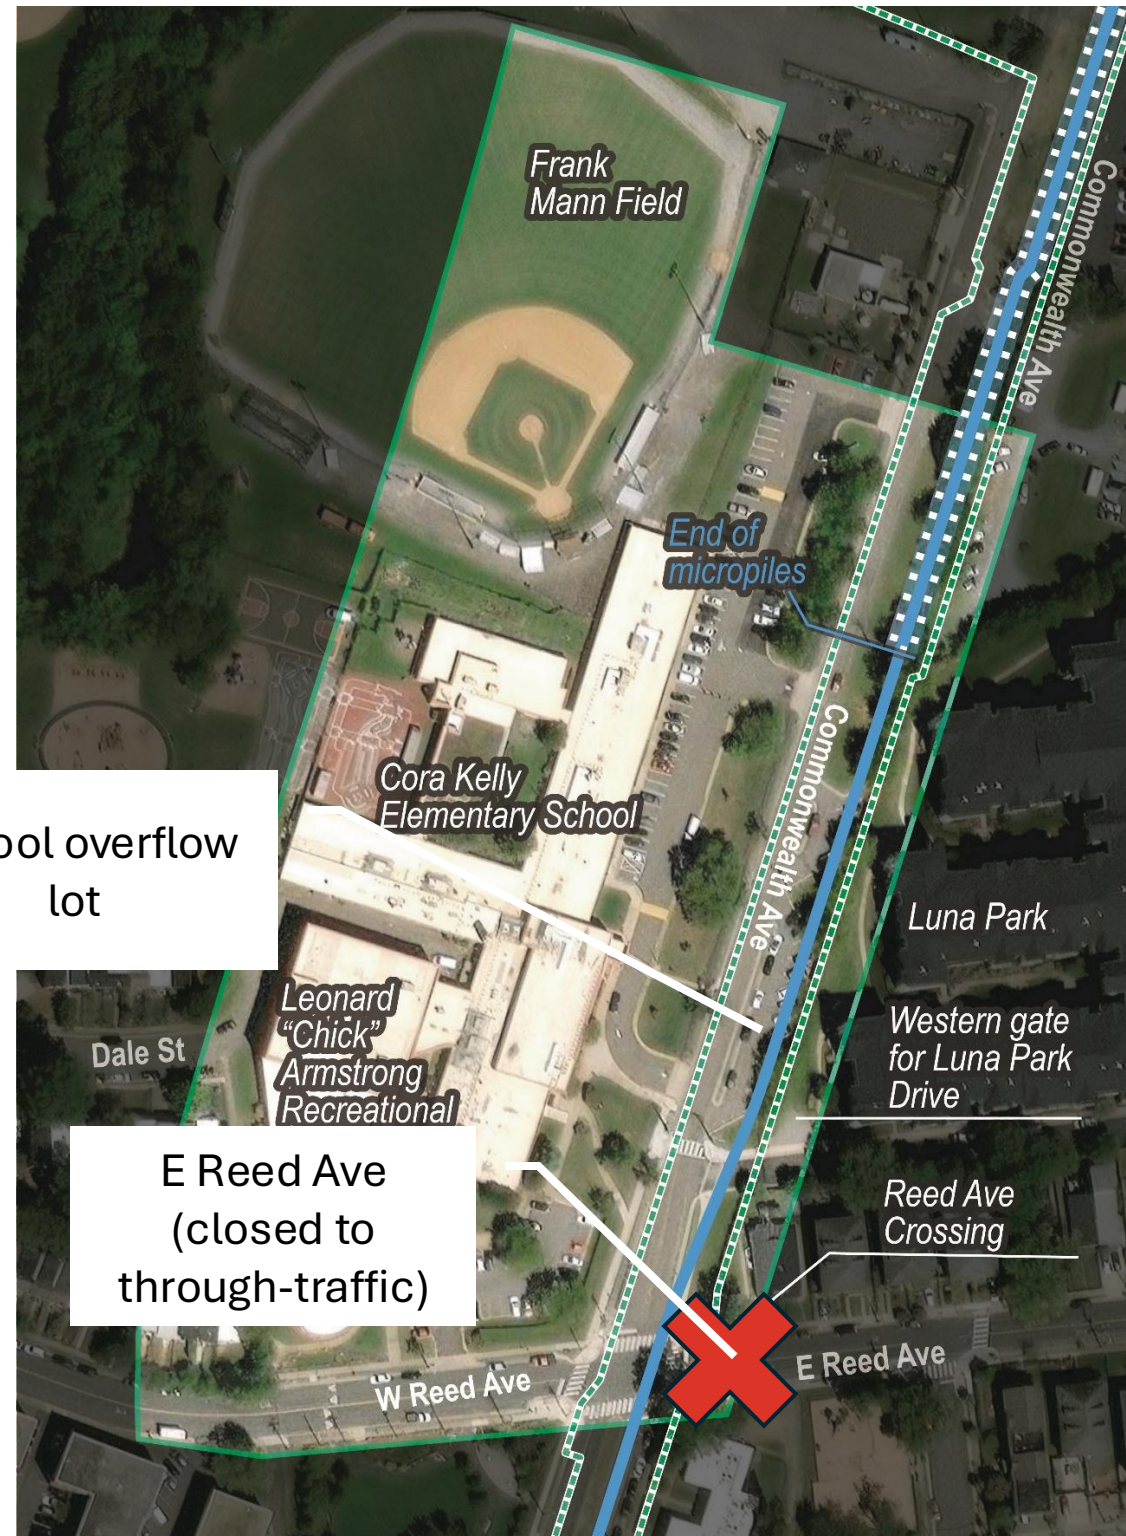 Frank
Mann Field
Commonwealth Ave
End of
micropiles
Commonwealth Ave
Cora Kelly
Elementary School
ool overflow
lot
Luna Park
Leonard
“Chick”
Armstrong
Recreational
Western gate
for Luna Park
Drive
Dale St
E Reed Ave
(closed to
through-traffic)
Reed Ave
Crossing
W Reed Ave
E Reed Ave